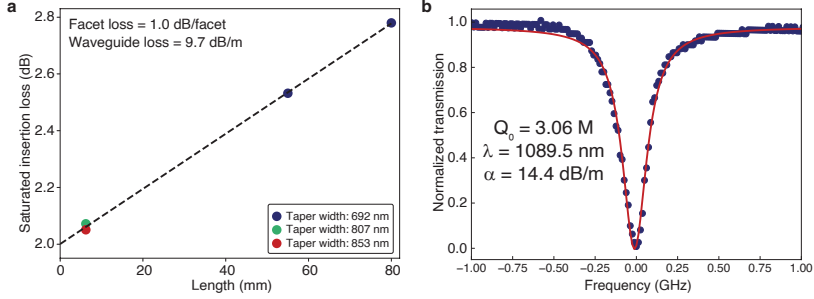 a
Facet loss = 1.0 dB/facet
Waveguide loss = 9.7 dB/m
Saturated insertion loss (dB)
2.8
2.6
2.4
2.2
2.0
Taper width: 692 nm
Taper width: 807 nm
Taper width: 853 nm
0 20 40 60 80
Length (mm)
b
Normalized transmission
1.0
0.8
0.6
0.4
0.2
0.0
Q₀ = 3.06 M
λ = 1089.5 nm
α = 14.4 dB/m
−1.00 −0.75 −0.50 −0.25 0.00 0.25 0.50 0.75 1.00
Frequency (GHz)